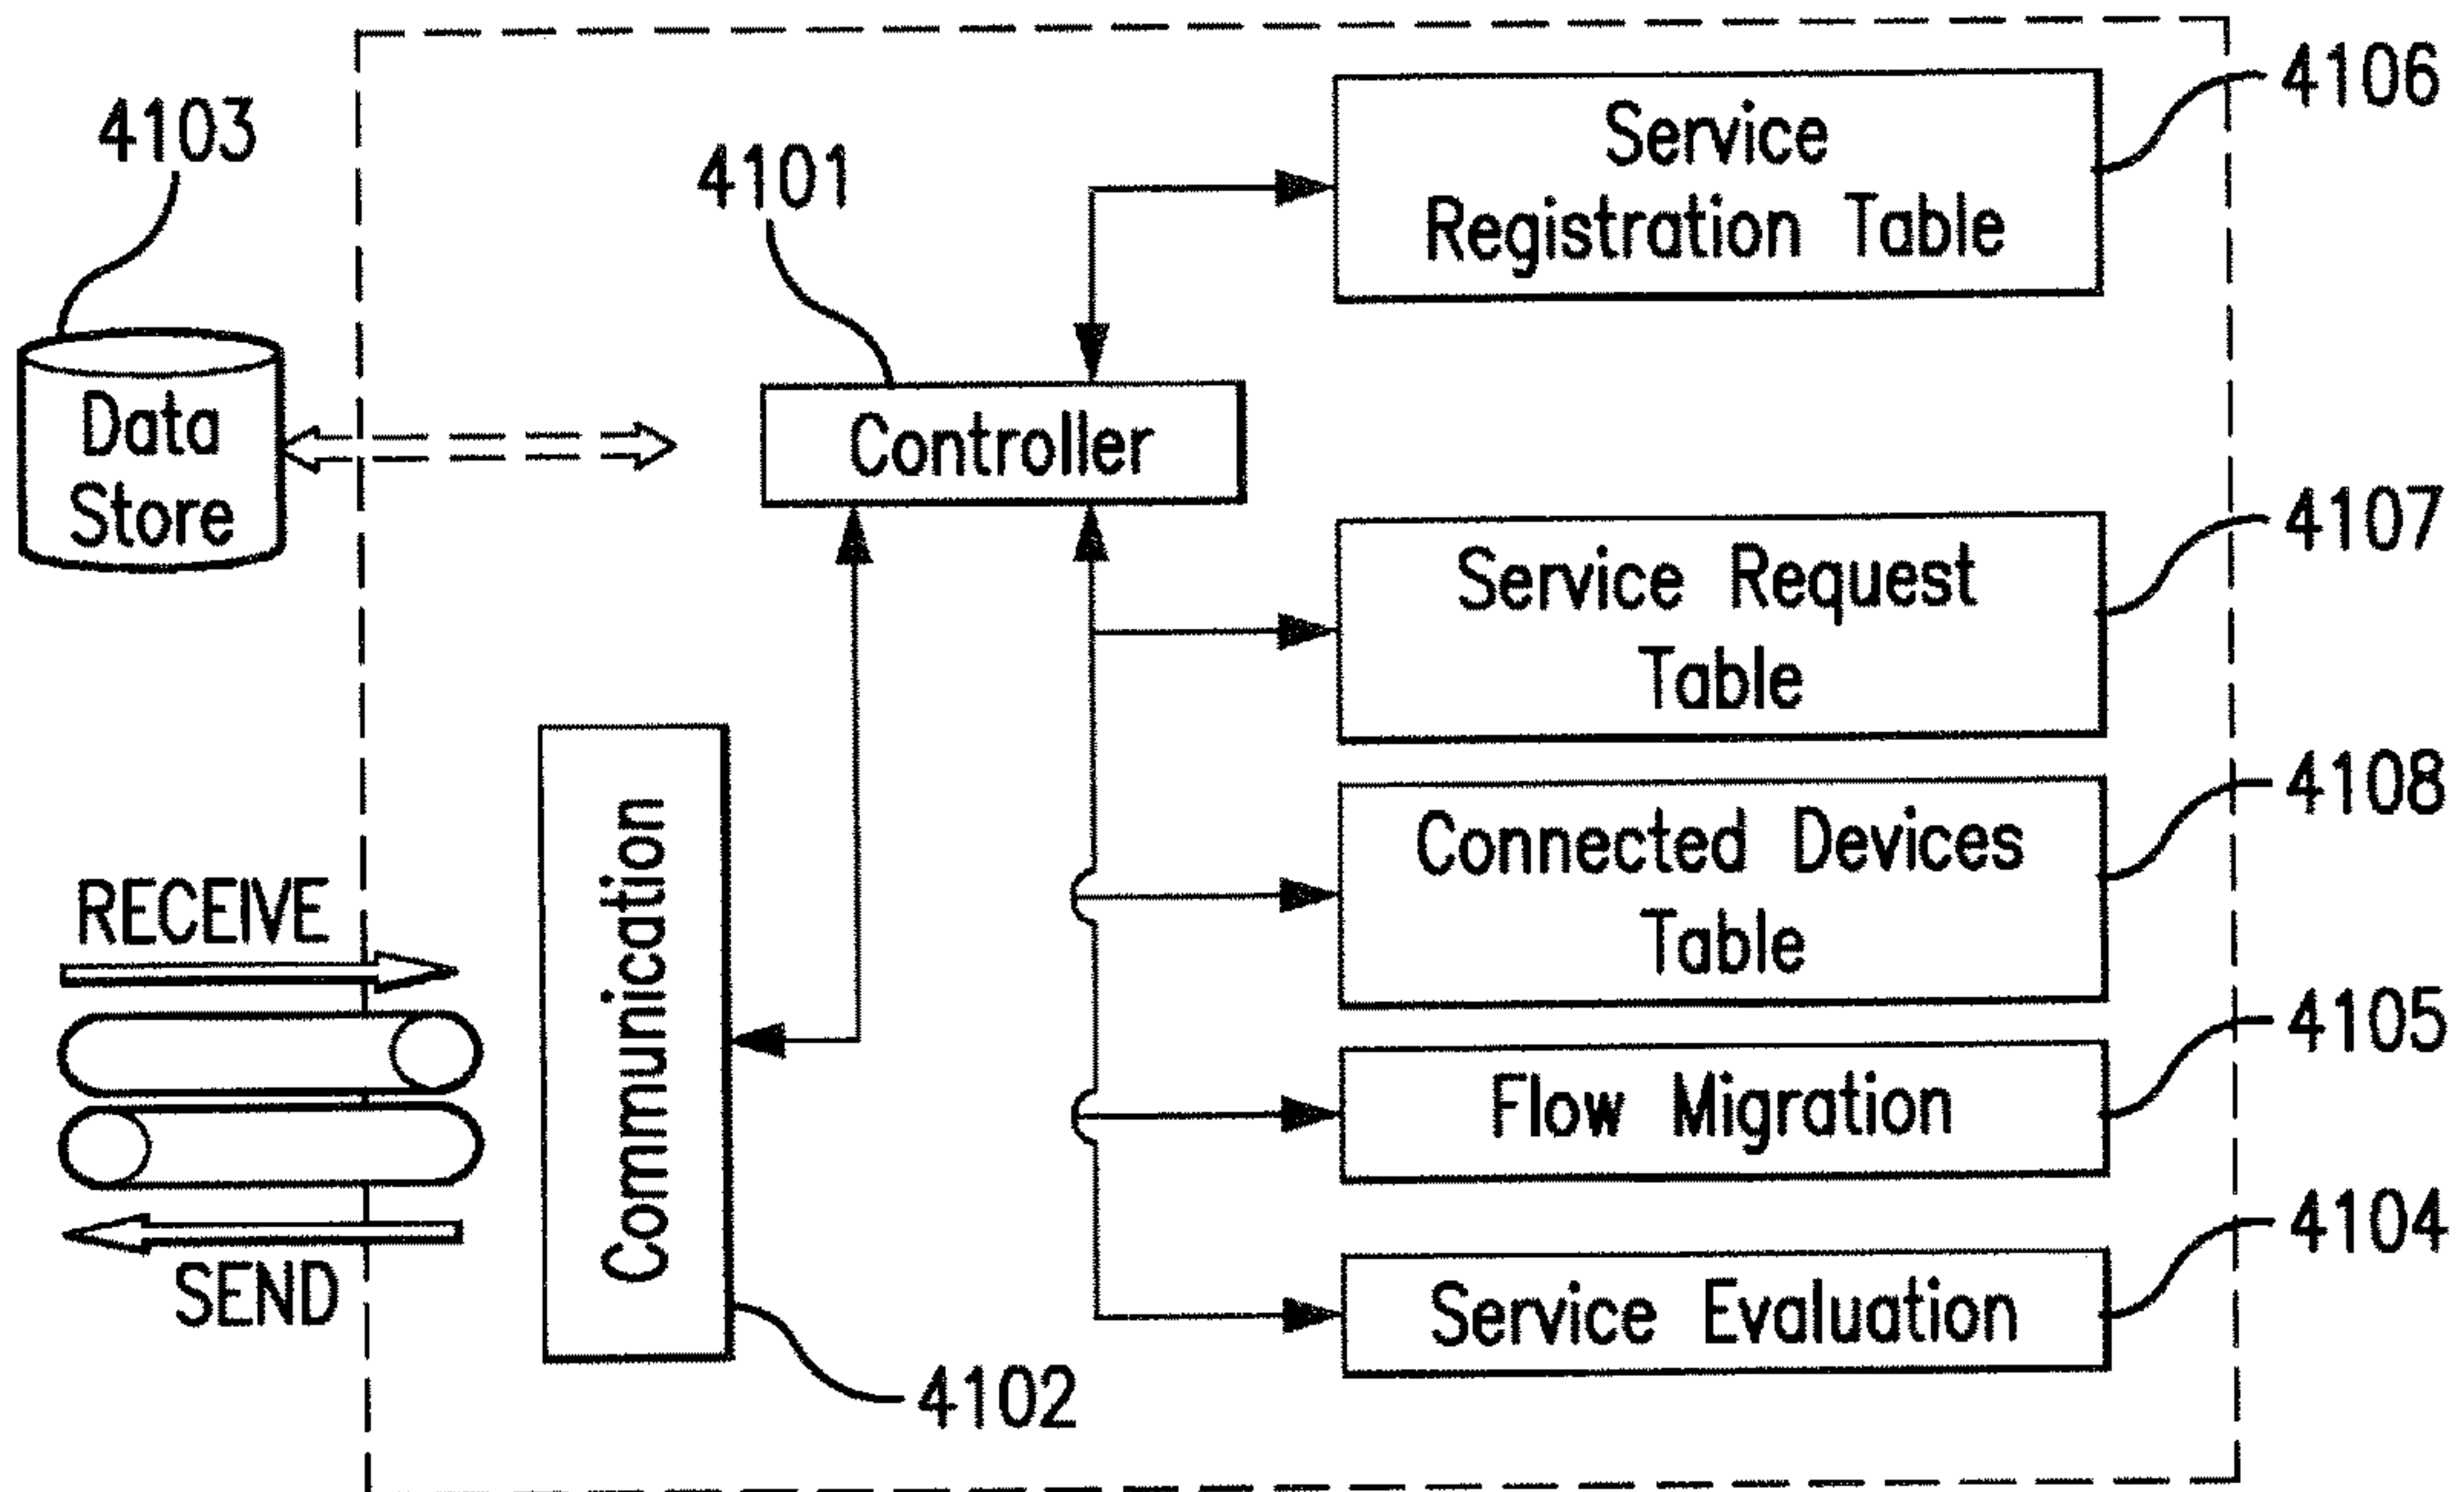 4106
4103
4101
Service
Registration Table
Data
Store
Controller
4107
Service Request
Table
4108
Connected Devices
Table
RECEIVE
Communication
4105
Flow Migration
4104
SEND
Service Evaluation
4102